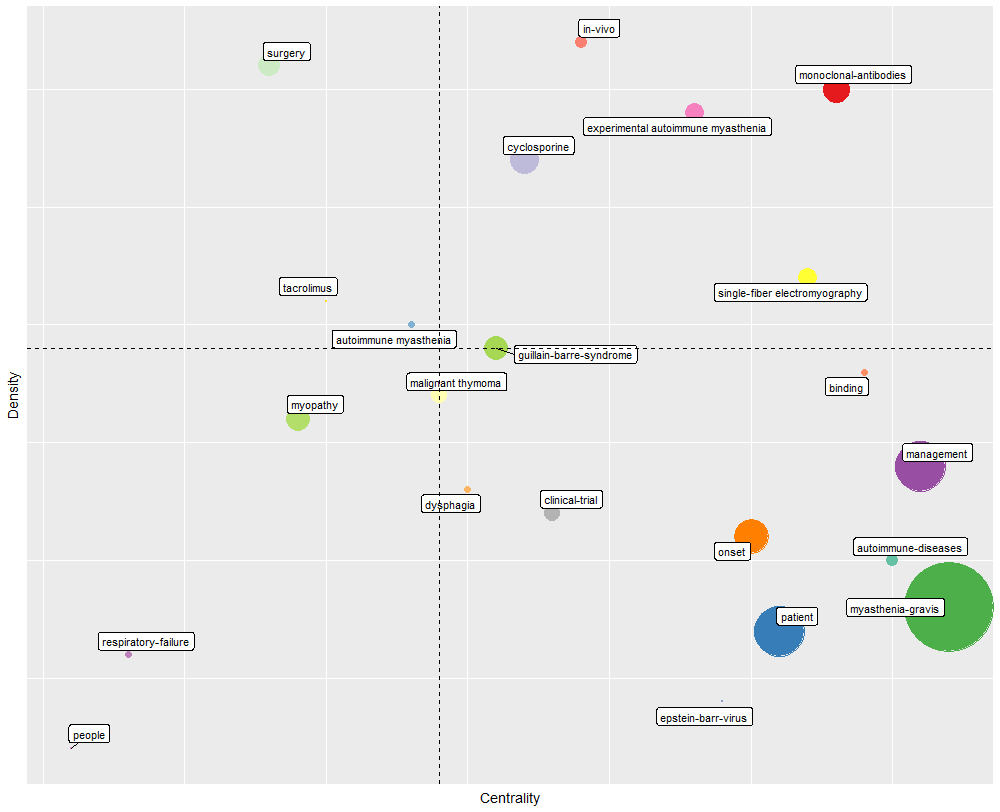 in-vivo
surgery
monoclonal-antibodies
experimental autoimmune myasthenia
cyclosporine
tacrolimus
single-fiber electromyography
autoimmune myasthenia
guillain-barre-syndrome
malignant thymoma
binding
myopathy
management
clinical-trial
dysphagia
autoimmune-diseases
onset
myasthenia-gravis
patient
respiratory-failure
epstein-barr-virus
people
Density
Centrality